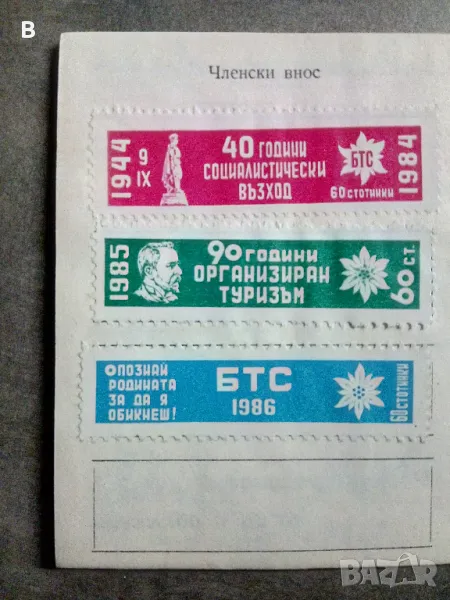 B
Членски внос
1944
9
IX
40 ГОДИНИ
СОЦИАЛИСТИЧЕСКИ
ВЪЗХОД
БТС
60 СТОТИНКИ
1984
1985
90 ГОДИНИ
ОРГАНИЗИРАН
ТУРИЗЪМ
60 СТ.
ОПОЗНАЙ
РОДИНАТА
ЗА ДА Я
ОБИКНЕШ!
БТС
1986
60 СТОТИНКИ
BAZAR